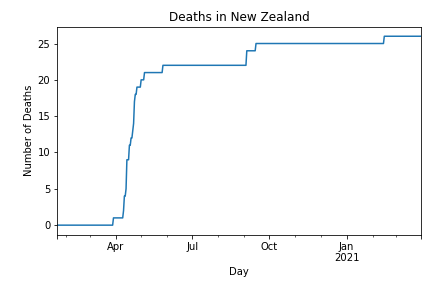 Deaths in New Zealand
Number of Deaths
25
20
15
10
5
0
Apr
Jul
Oct
Jan
2021
Day